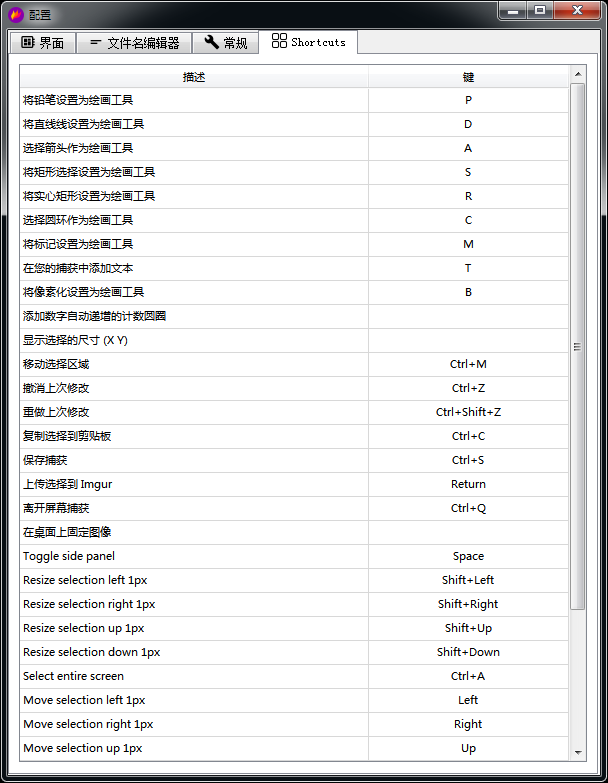 配置
界面 文件名编辑器 常规 Shortcuts
描述 键
将铅笔设置为绘画工具 P
将直线线设置为绘画工具 D
选择箭头作为绘画工具 A
将矩形选择设置为绘画工具 S
将实心矩形设置为绘画工具 R
选择圆环作为绘画工具 C
将标记设置为绘画工具 M
在您的捕获中添加文本 T
将像素化设置为绘画工具 B
添加数字自动递增的计数圆圈
显示选择的尺寸 (X Y)
移动选择区域 Ctrl+M
撤消上次修改 Ctrl+Z
重做上次修改 Ctrl+Shift+Z
复制选择到剪贴板 Ctrl+C
保存捕获 Ctrl+S
上传选择到 Imgur Return
离开屏幕捕获 Ctrl+Q
在桌面上固定图像
Toggle side panel Space
Resize selection left 1px Shift+Left
Resize selection right 1px Shift+Right
Resize selection up 1px Shift+Up
Resize selection down 1px Shift+Down
Select entire screen Ctrl+A
Move selection left 1px Left
Move selection right 1px Right
Move selection up 1px Up